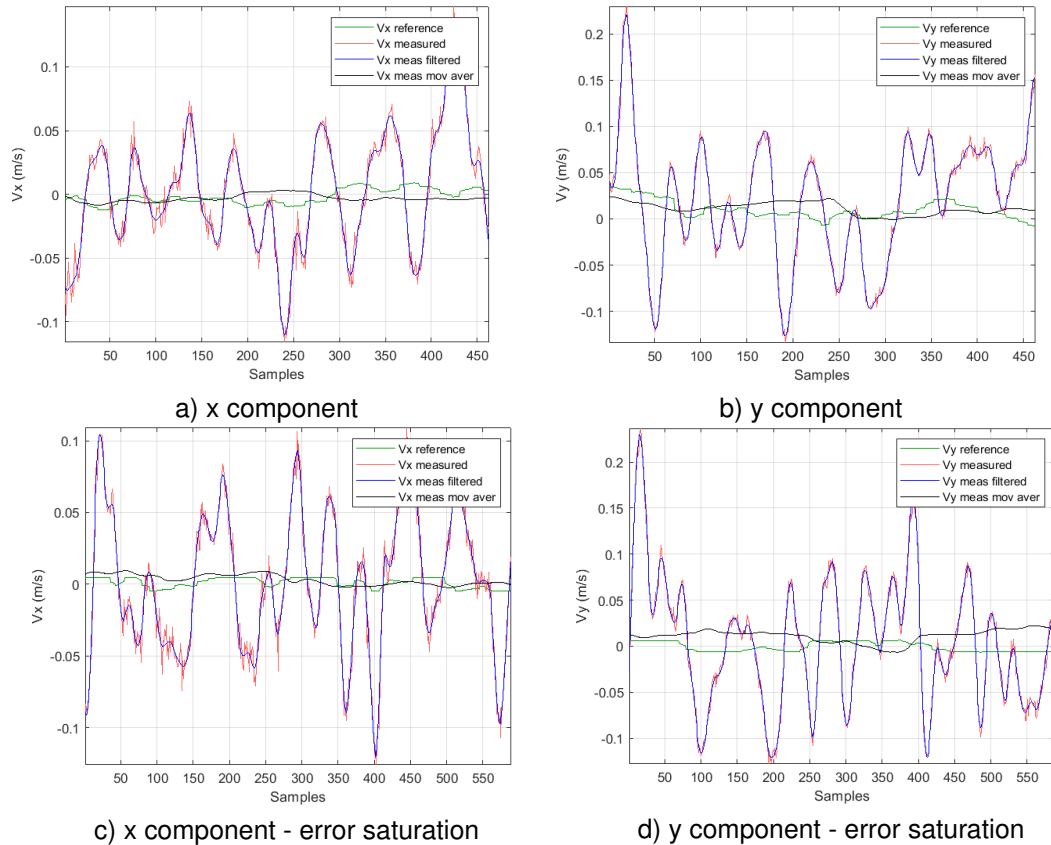 0.1
0.05
0
-0.05
-0.1
Vx (m/s)
Vx reference
Vx measured
Vx meas filtered
Vx meas mov aver
50 100 150 200 250 300 350 400 450
Samples
a) x component
0.2
0.15
0.1
0.05
0
-0.05
-0.1
Vy (m/s)
Vy reference
Vy measured
Vy meas filtered
Vy meas mov aver
50 100 150 200 250 300 350 400 450
Samples
b) y component
0.1
0.05
0
-0.05
-0.1
Vx (m/s)
Vx reference
Vx measured
Vx meas filtered
Vx meas mov aver
50 100 150 200 250 300 350 400 450 500 550
Samples
c) x component - error saturation
0.2
0.1
0.05
0
-0.05
-0.1
Vy (m/s)
Vy reference
Vy measured
Vy meas filtered
Vy meas mov aver
50 100 150 200 250 300 350 400 450 500 550
Samples
d) y component - error saturation